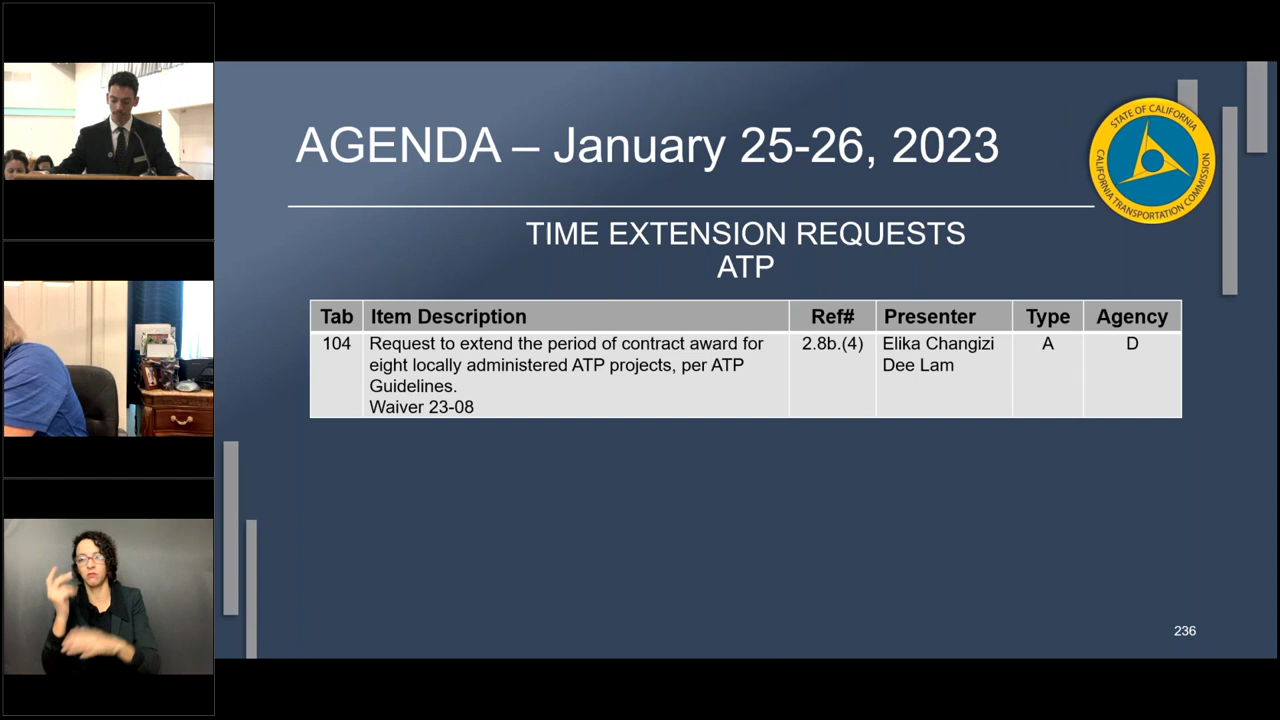 AGENDA – January 25-26, 2023
STATE OF CALIFORNIA
CALIFORNIA TRANSPORTATION COMMISSION
TIME EXTENSION REQUESTS
ATP
Tab Item Description Ref# Presenter Type Agency
104 Request to extend the period of contract award for 2.8b.(4) Elika Changizi A D
eight locally administered ATP projects, per ATP Dee Lam
Guidelines.
Waiver 23-08
236